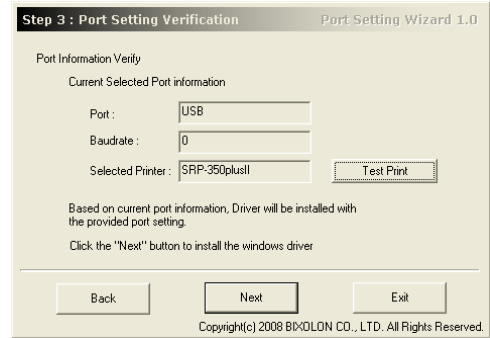 Step 3 : Port Setting Verification Port Setting Wizard 1.0
Port Information Verify
Current Selected Port information
Port : USB
Baudrate : 0
Selected Printer : SRP-350plusII Test Print
Based on current port information, Driver will be installed with
the provided port setting.
Click the "Next" button to install the windows driver
Back Next Exit
Copyright(c) 2008 BIXOLON CO., LTD. All Rights Reserved.